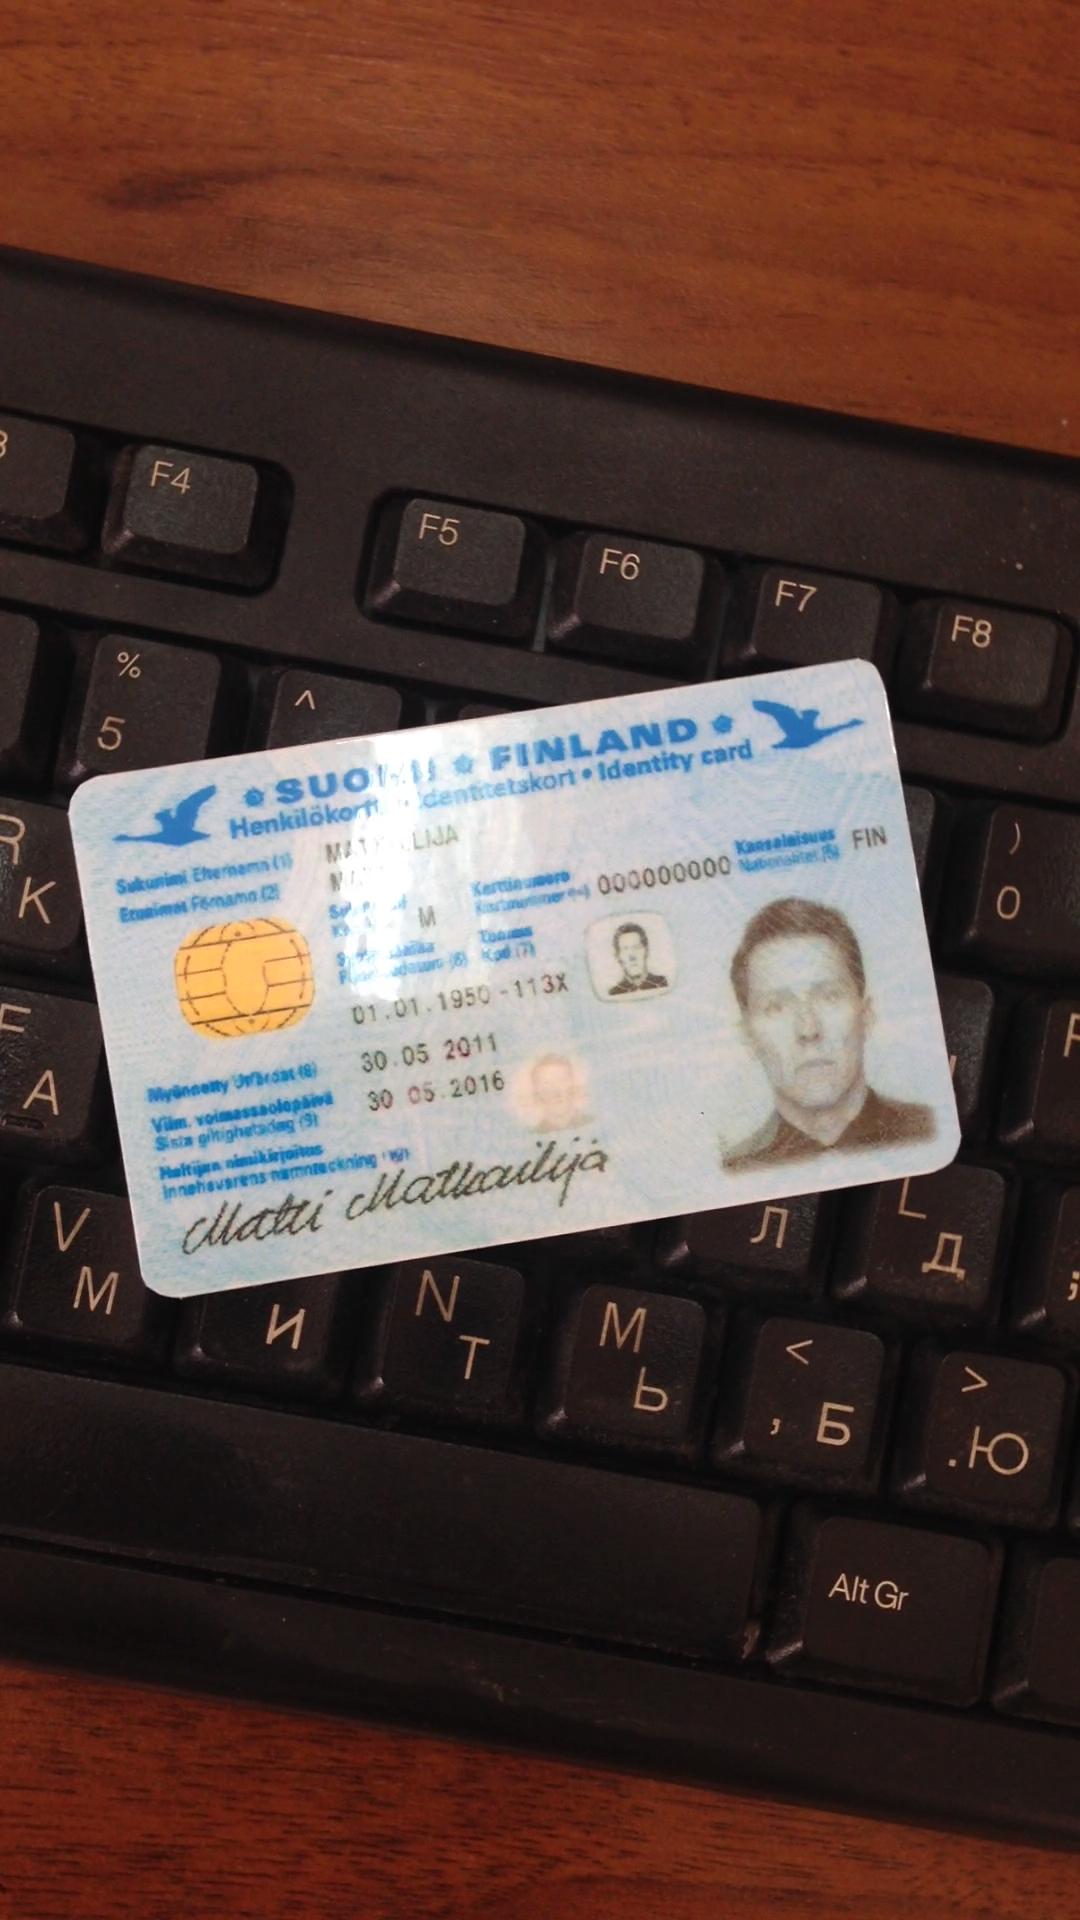 F4
F5
F6
F7
F8
%
5
^
FINLAND
Identity card
Sukunimi Efternamn (1)
Etunimet Förnamn (2)
M
Kortinumero
000000000
Kansalaisuus
FIN
01.01.1950 -113X
30.05 2011
30 05.2016
Myönnetty Utfärdat (8)
Viim. voimassaolopäivä
Sista giltighetsdag (9)
Haltijan nimikirjoitus
Innehavarens namnteckning
Matti Matkailija
R
K
)
0
F
A
V
М
И
N
Т
M
Ь
Л
L
Д
<
, Б
>
.Ю
Alt Gr